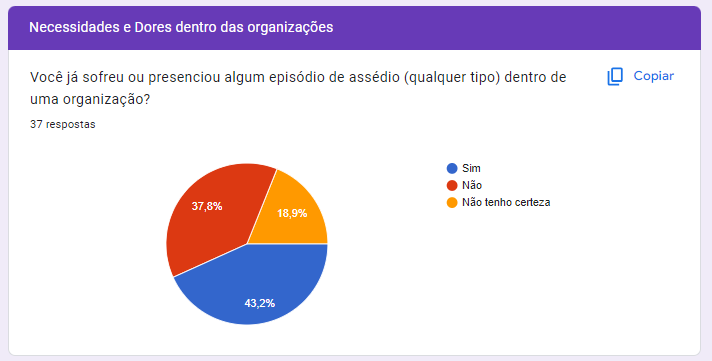 Necessidades e Dores dentro das organizações
Você já sofreu ou presenciou algum episódio de assédio (qualquer tipo) dentro de
uma organização?
Copiar
37 respostas
Sim
Não
Não tenho certeza
37,8%
18,9%
43,2%